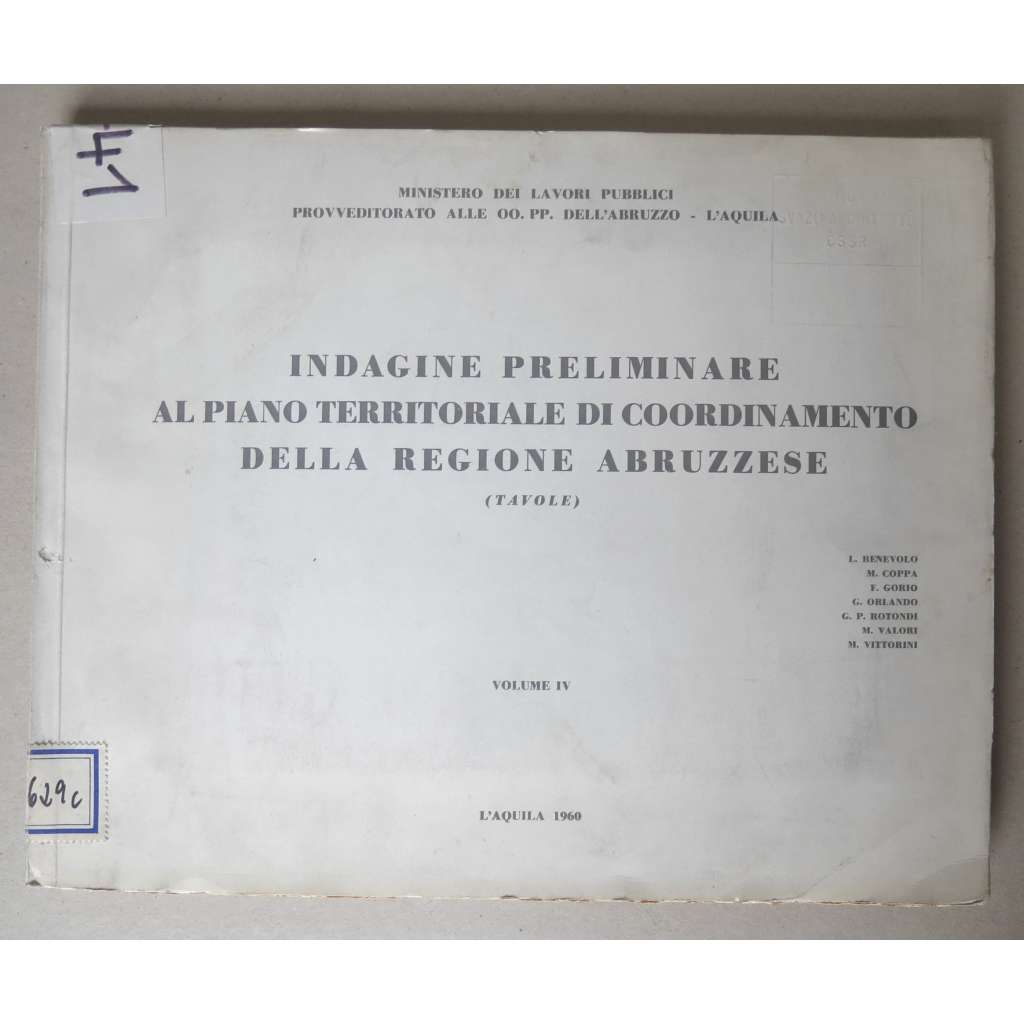 MINISTERO DEI LAVORI PUBBLICI
PROVVEDITORATO ALLE OO. PP. DELL'ABRUZZO - L'AQUILA
INDAGINE PRELIMINARE
AL PIANO TERRITORIALE DI COORDINAMENTO
DELLA REGIONE ABRUZZESE
(TAVOLE)
L. BENEVOLO
M. COPPA
F. GORIO
G. ORLANDO
G. P. ROTONDI
M. VALORI
M. VITTORINI
VOLUME IV
629c
L'AQUILA 1960